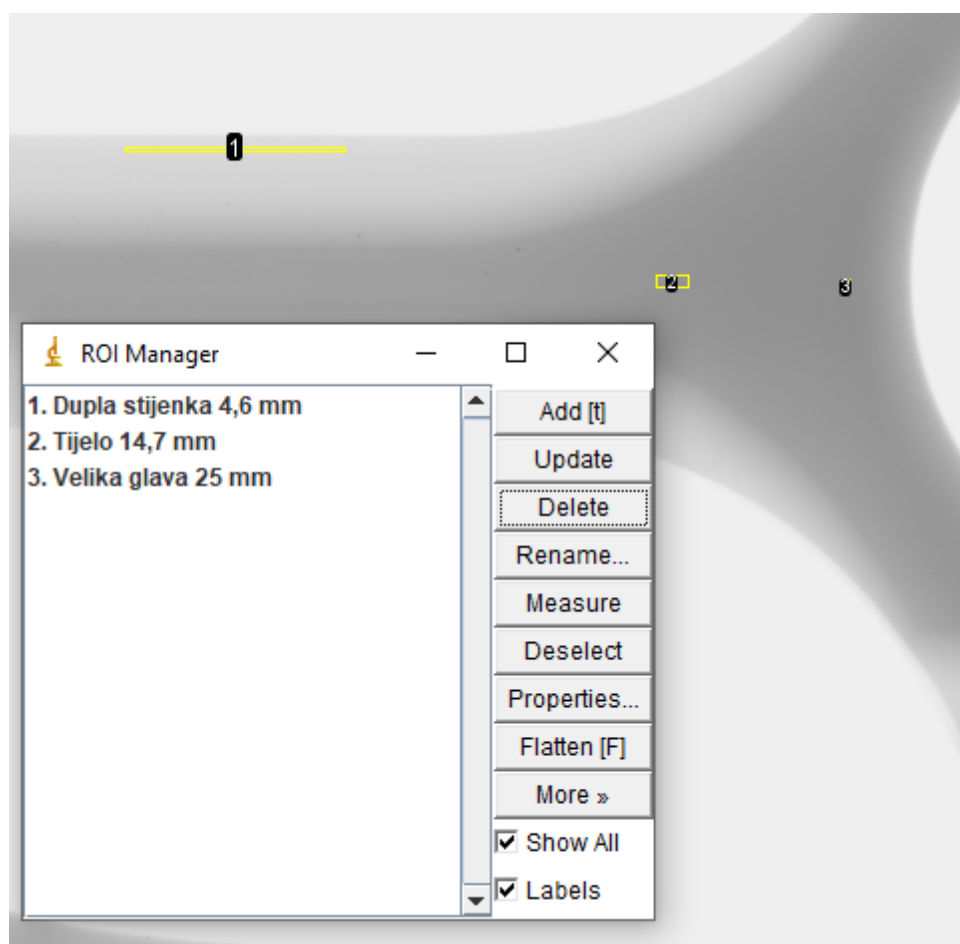 1
2
3
ROI Manager
1. Dupla stijenka 4,6 mm
2. Tijelo 14,7 mm
3. Velika glava 25 mm
Add [t]
Update
Delete
Rename...
Measure
Deselect
Properties...
Flatten [F]
More »
Show All
Labels